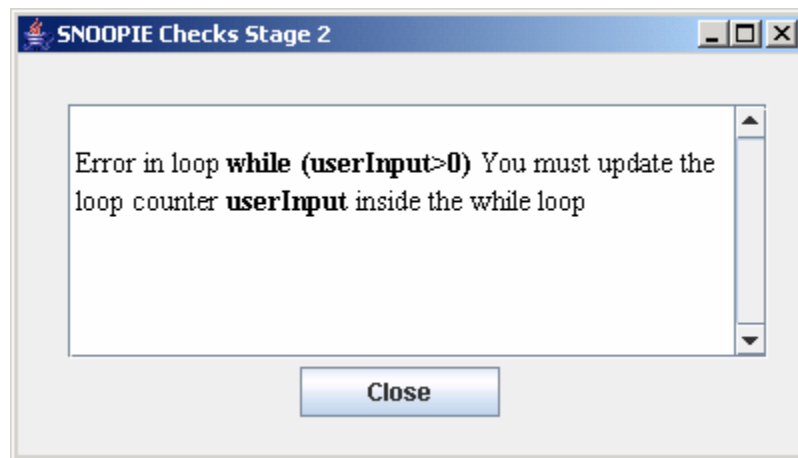 SNOOPIE Checks Stage 2
Error in loop while (userInput>0) You must update the
loop counter userInput inside the while loop
Close